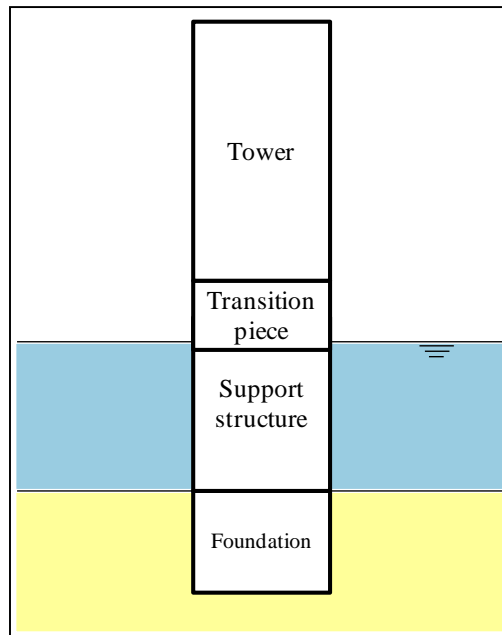 Tower
Transition
piece
Support
structure
Foundation